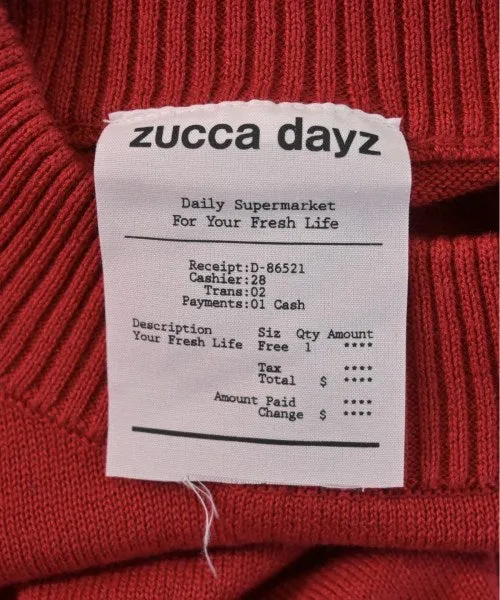 zucca dayz
Daily Supermarket
For Your Fresh Life
Receipt:D-86521
Cashier:28
Trans:02
Payments:01 Cash
Description Siz Qty Amount
Your Fresh Life Free 1 ****
Tax ****
Total $ ****
Amount Paid ****
Change $ ****